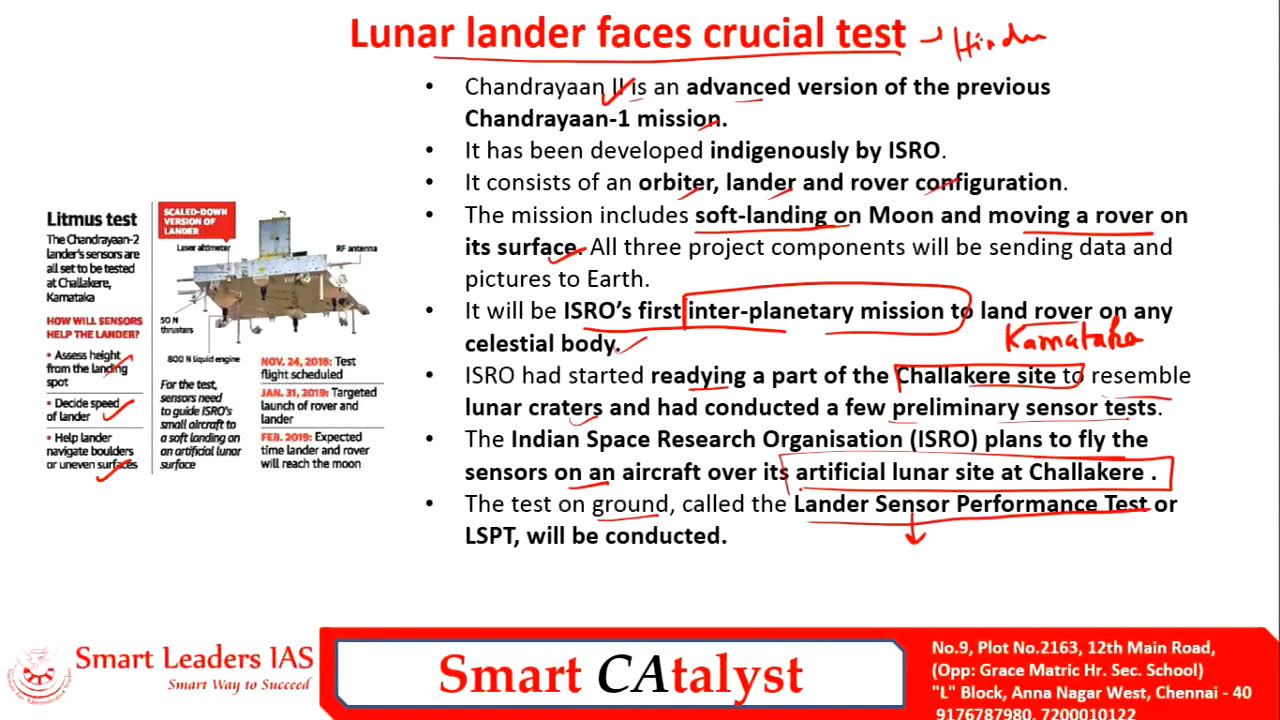 Lunar lander faces crucial test
Hindu
• Chandrayaan II is an advanced version of the previous
Chandrayaan-1 mission.
• It has been developed indigenously by ISRO.
• It consists of an orbiter, lander and rover configuration.
• The mission includes soft-landing on Moon and moving a rover on
its surface. All three project components will be sending data and
pictures to Earth.
• It will be ISRO’s first inter-planetary mission to land rover on any
celestial body.
Karnataka
• ISRO had started readying a part of the Challakere site to resemble
lunar craters and had conducted a few preliminary sensor tests.
• The Indian Space Research Organisation (ISRO) plans to fly the
sensors on an aircraft over its artificial lunar site at Challakere .
• The test on ground, called the Lander Sensor Performance Test or
LSPT, will be conducted.
Litmus test
The Chandrayaan-2
lander's sensors are
all set to be tested
at Challakere,
Karnataka
HOW WILL SENSORS
HELP THE LANDER?
• Assess height
from the landing
spot
• Decide speed
of lander
• Help lander
navigate boulders
or uneven surfaces
SCALED-DOWN
VERSION OF
LANDER
Laser altimeter
RF antenna
50 N
thrusters
800 N liquid engine
For the test,
sensors need
to guide ISRO's
small aircraft to
a soft landing on
an artificial lunar
surface
NOV. 24, 2018: Test
flight scheduled
JAN. 31, 2019: Targeted
launch of rover and
lander
FEB. 2019: Expected
time lander and rover
will reach the moon
Smart Leaders IAS
Smart Way to Succeed
Smart CAtalyst
No.9, Plot No.2163, 12th Main Road,
(Opp: Grace Matric Hr. Sec. School)
"L" Block, Anna Nagar West, Chennai - 40
9176787980, 7200010122